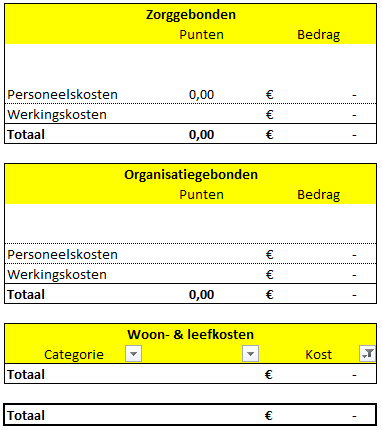 Zorggebonden
Punten Bedrag
Personeelskosten 0,00 € -
Werkingskosten € -
Totaal 0,00 € -
Organisatiegebonden
Punten Bedrag
Personeelskosten € -
Werkingskosten € -
Totaal 0,00 € -
Woon- & leefkosten
Categorie Kost
Totaal € -
Totaal € -